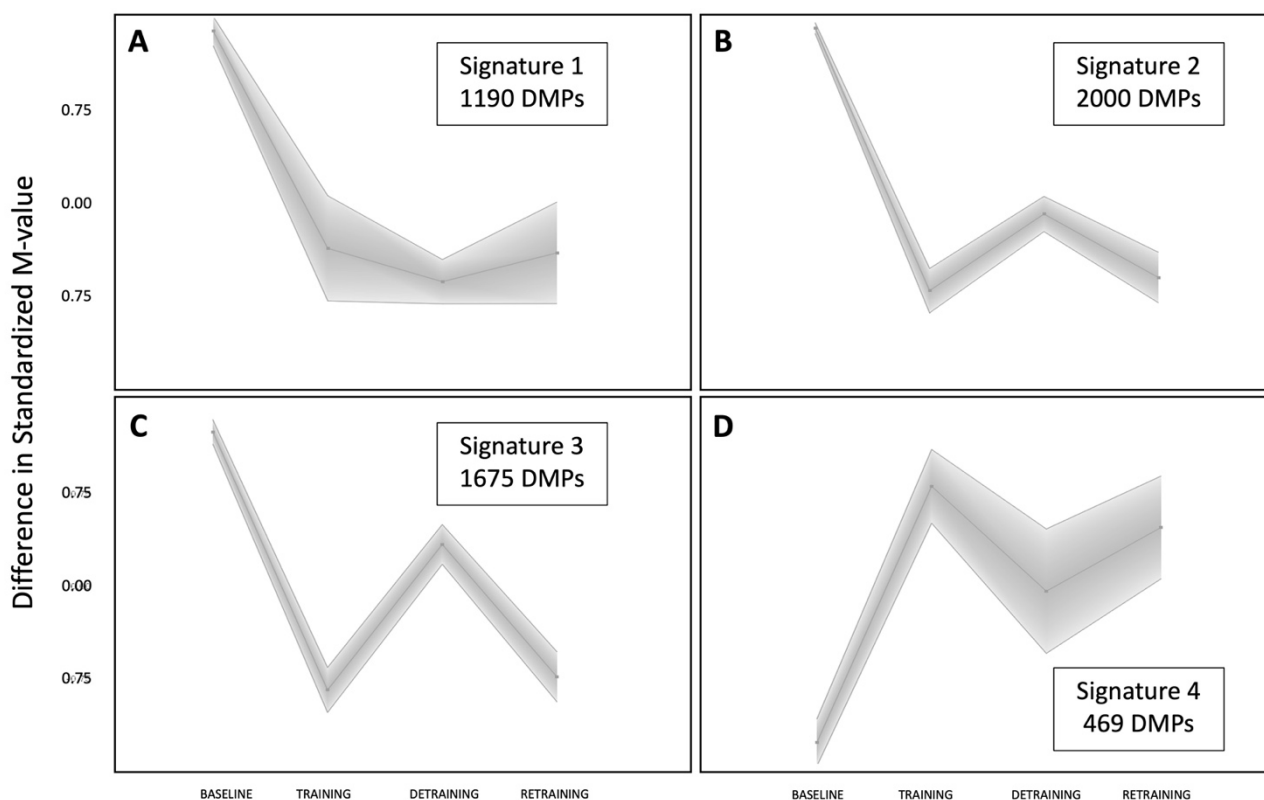 Difference in Standardized M-value
A
Signature 1
1190 DMPs
B
Signature 2
2000 DMPs
0.75
0.00
0.75
C
Signature 3
1675 DMPs
D
Signature 4
469 DMPs
0.75
0.00
0.75
BASELINE TRAINING DETRAINING RETRAINING
BASELINE TRAINING DETRAINING RETRAINING